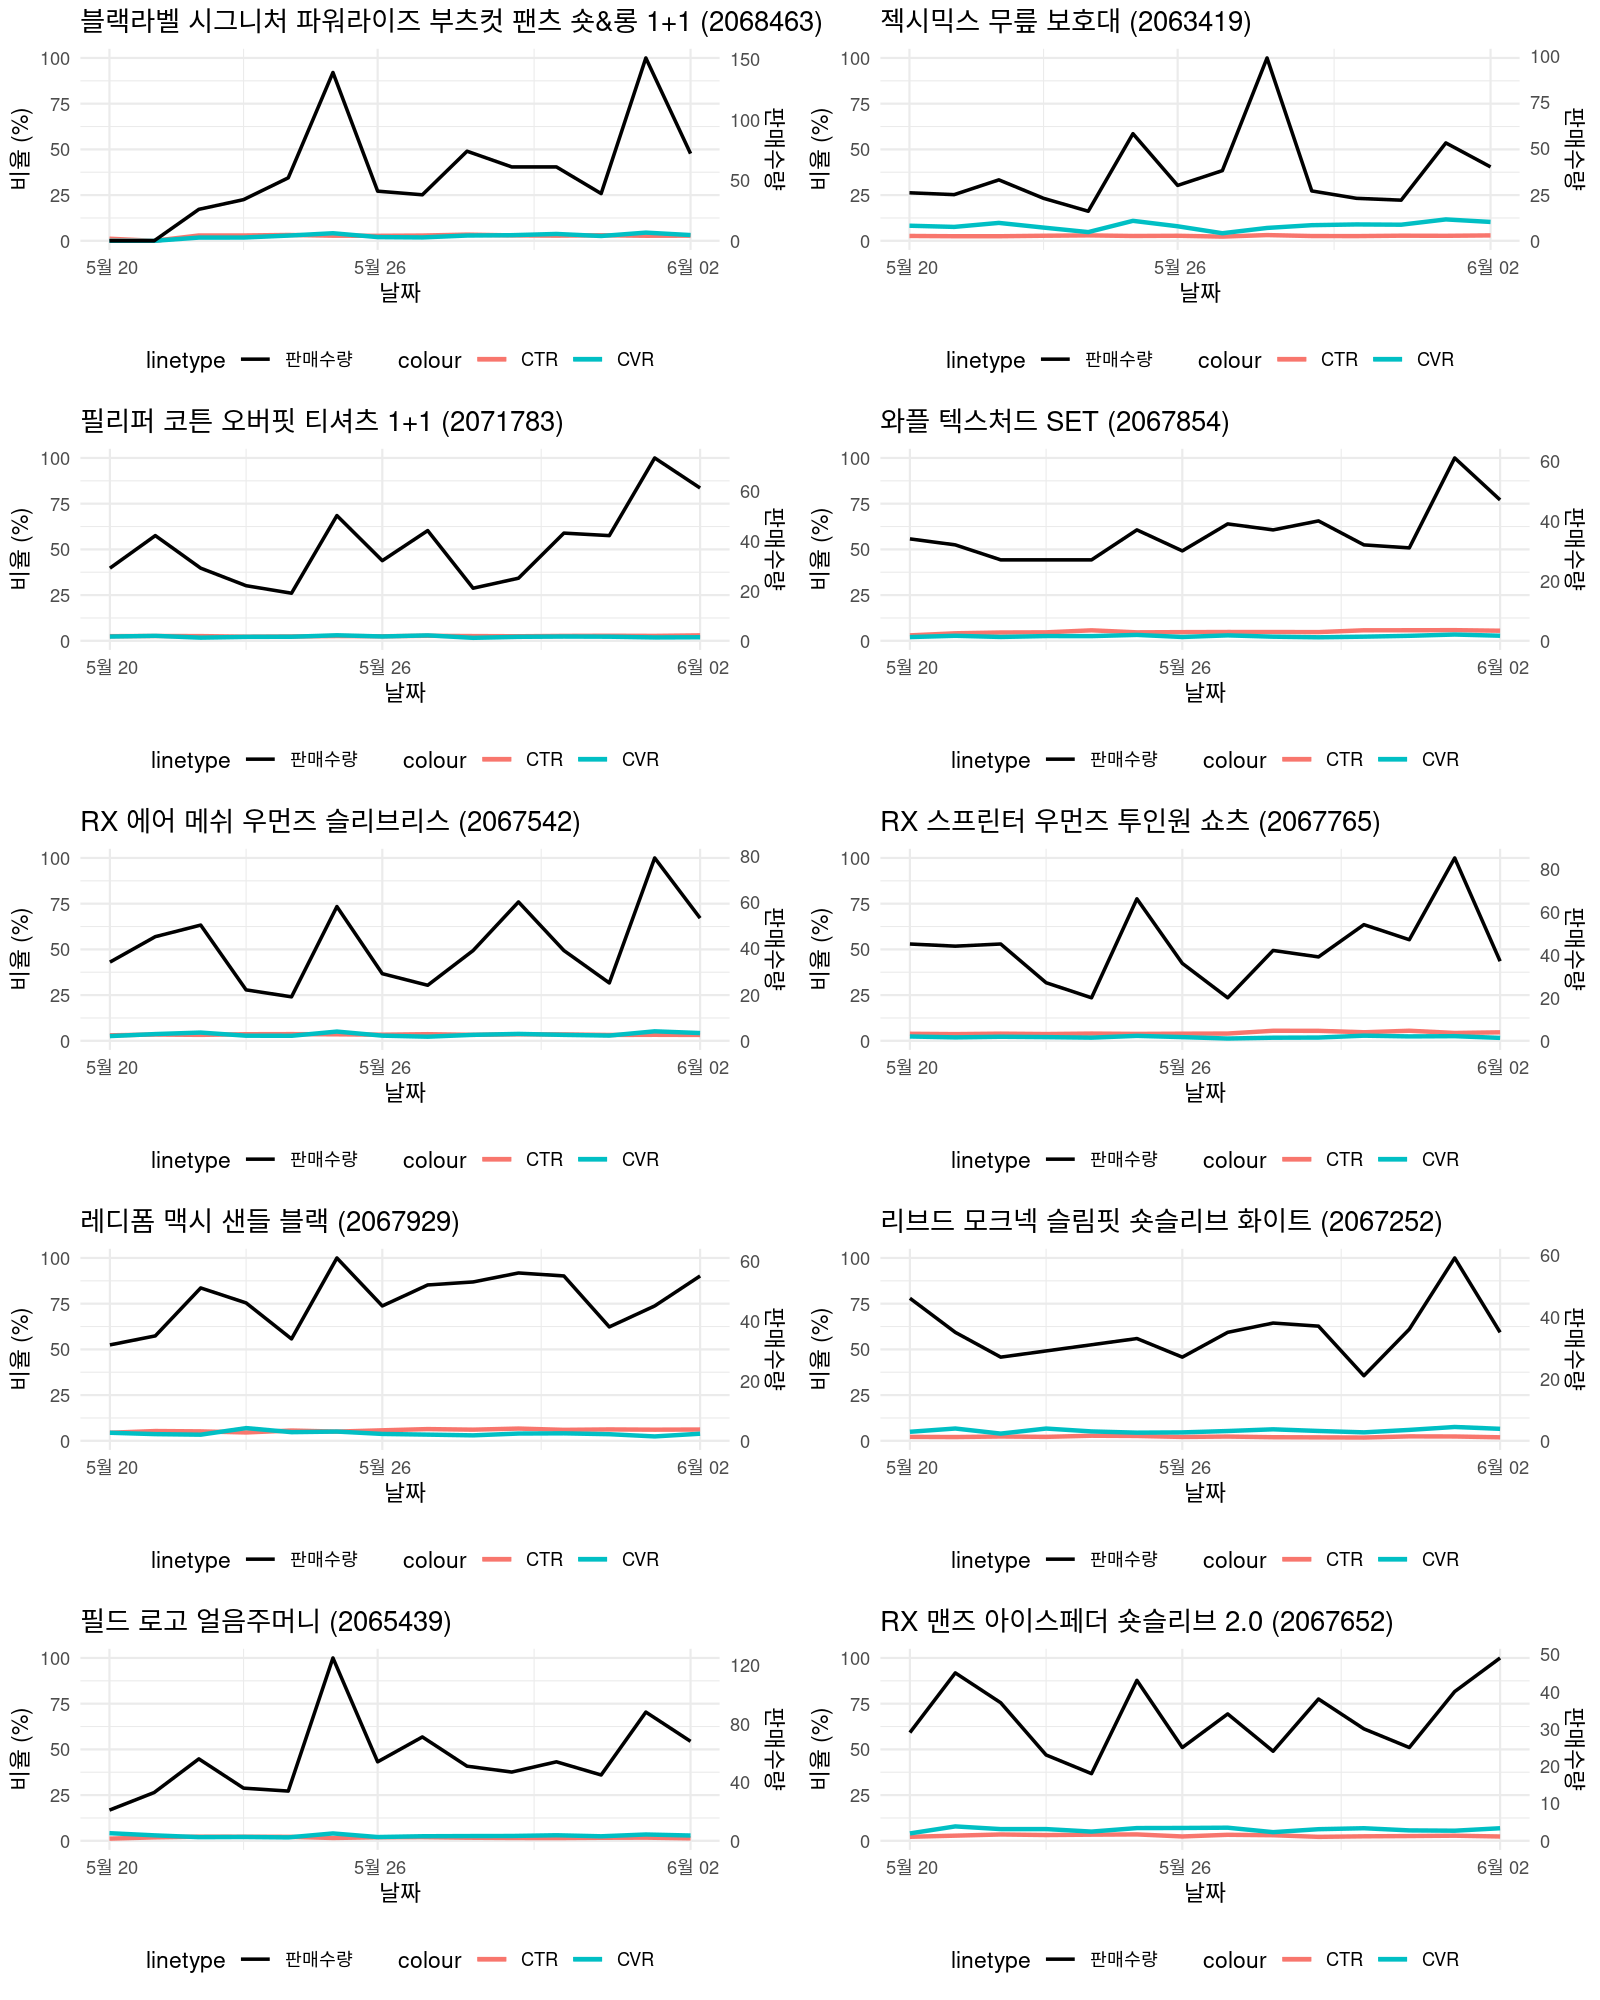 블랙라벨 시그니처 파워라이즈 부츠컷 팬츠 숏&롱 1+1 (2068463)
비율 (%)
100
75
50
25
0
150
100
50
0
판매수량
5월 20
5월 26
6월 02
날짜
linetype 판매수량 colour CTR CVR
젝시믹스 무릎 보호대 (2063419)
비율 (%)
100
75
50
25
0
100
75
50
25
0
판매수량
5월 20
5월 26
6월 02
날짜
linetype 판매수량 colour CTR CVR
필리퍼 코튼 오버핏 티셔츠 1+1 (2071783)
비율 (%)
100
75
50
25
0
60
40
20
0
판매수량
5월 20
5월 26
6월 02
날짜
linetype 판매수량 colour CTR CVR
와플 텍스처드 SET (2067854)
비율 (%)
100
75
50
25
0
60
40
20
0
판매수량
5월 20
5월 26
6월 02
날짜
linetype 판매수량 colour CTR CVR
RX 에어 메쉬 우먼즈 슬리브리스 (2067542)
비율 (%)
100
75
50
25
0
80
60
40
20
0
판매수량
5월 20
5월 26
6월 02
날짜
linetype 판매수량 colour CTR CVR
RX 스프린터 우먼즈 투인원 쇼츠 (2067765)
비율 (%)
100
75
50
25
0
80
60
40
20
0
판매수량
5월 20
5월 26
6월 02
날짜
linetype 판매수량 colour CTR CVR
레디폼 맥시 샌들 블랙 (2067929)
비율 (%)
100
75
50
25
0
60
40
20
0
판매수량
5월 20
5월 26
6월 02
날짜
linetype 판매수량 colour CTR CVR
리브드 모크넥 슬림핏 숏슬리브 화이트 (2067252)
비율 (%)
100
75
50
25
0
60
40
20
0
판매수량
5월 20
5월 26
6월 02
날짜
linetype 판매수량 colour CTR CVR
필드 로고 얼음주머니 (2065439)
비율 (%)
100
75
50
25
0
120
80
40
0
판매수량
5월 20
5월 26
6월 02
날짜
linetype 판매수량 colour CTR CVR
RX 맨즈 아이스페더 숏슬리브 2.0 (2067652)
비율 (%)
100
75
50
25
0
50
40
30
20
10
0
판매수량
5월 20
5월 26
6월 02
날짜
linetype 판매수량 colour CTR CVR